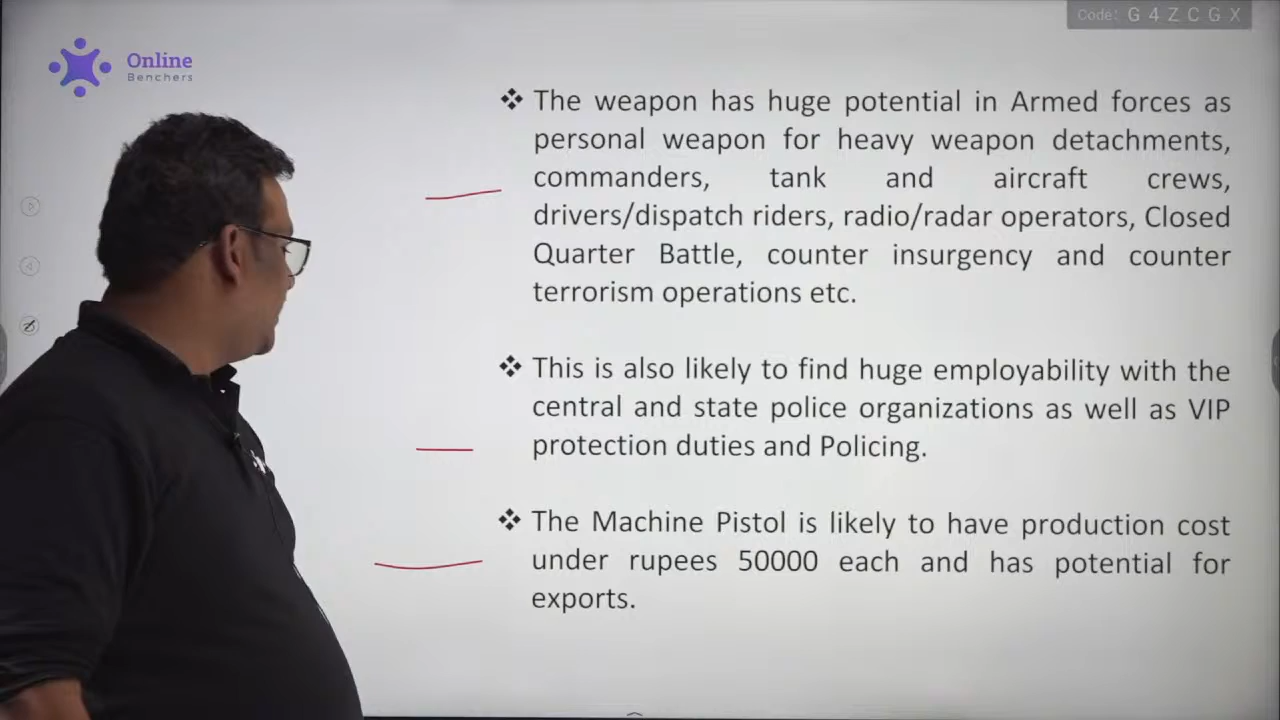 Code: G 4 Z C G X
Online
Benchers
❖ The weapon has huge potential in Armed forces as
personal weapon for heavy weapon detachments,
commanders, tank and aircraft crews,
drivers/dispatch riders, radio/radar operators, Closed
Quarter Battle, counter insurgency and counter
terrorism operations etc.
❖ This is also likely to find huge employability with the
central and state police organizations as well as VIP
protection duties and Policing.
❖ The Machine Pistol is likely to have production cost
under rupees 50000 each and has potential for
exports.